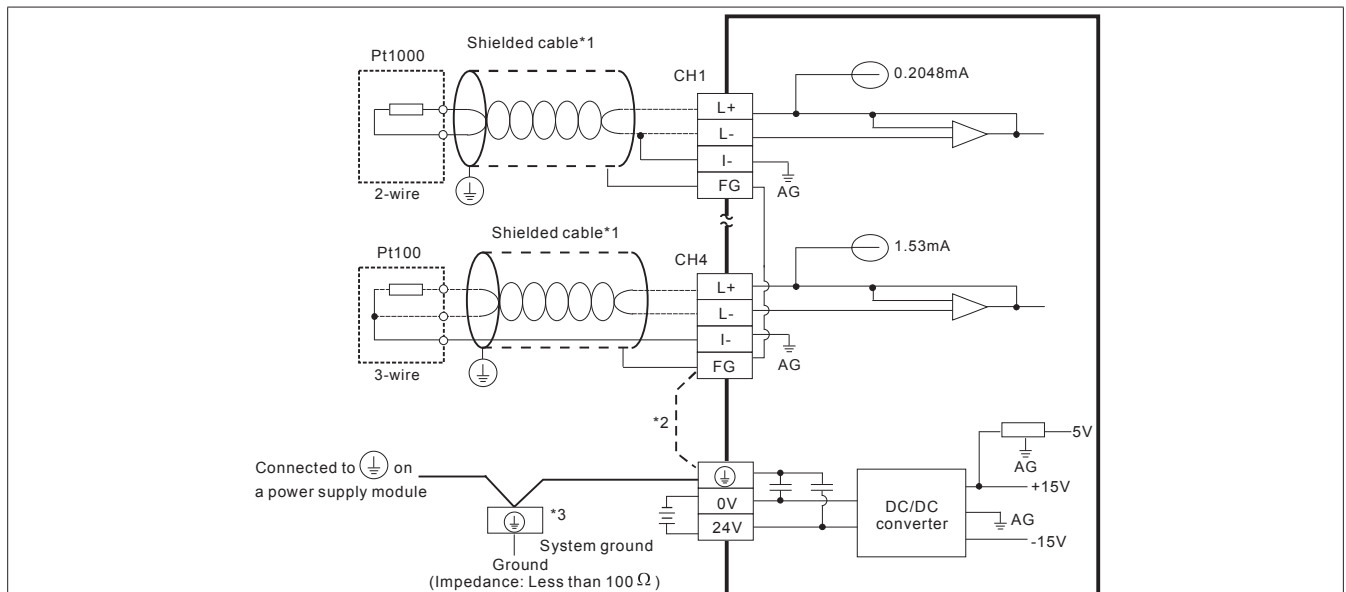 Shielded cable*1
Pt1000
CH1
0.2048mA
L+
L-
I-
FG
AG
2-wire
Shielded cable*1
Pt100
CH4
1.53mA
L+
L-
I-
FG
AG
3-wire
*2
5V
AG
+15V
Connected to on
a power supply module
0V
24V
DC/DC
converter
AG
-15V
*3
System ground
Ground
(Impedance: Less than 100 Ω )